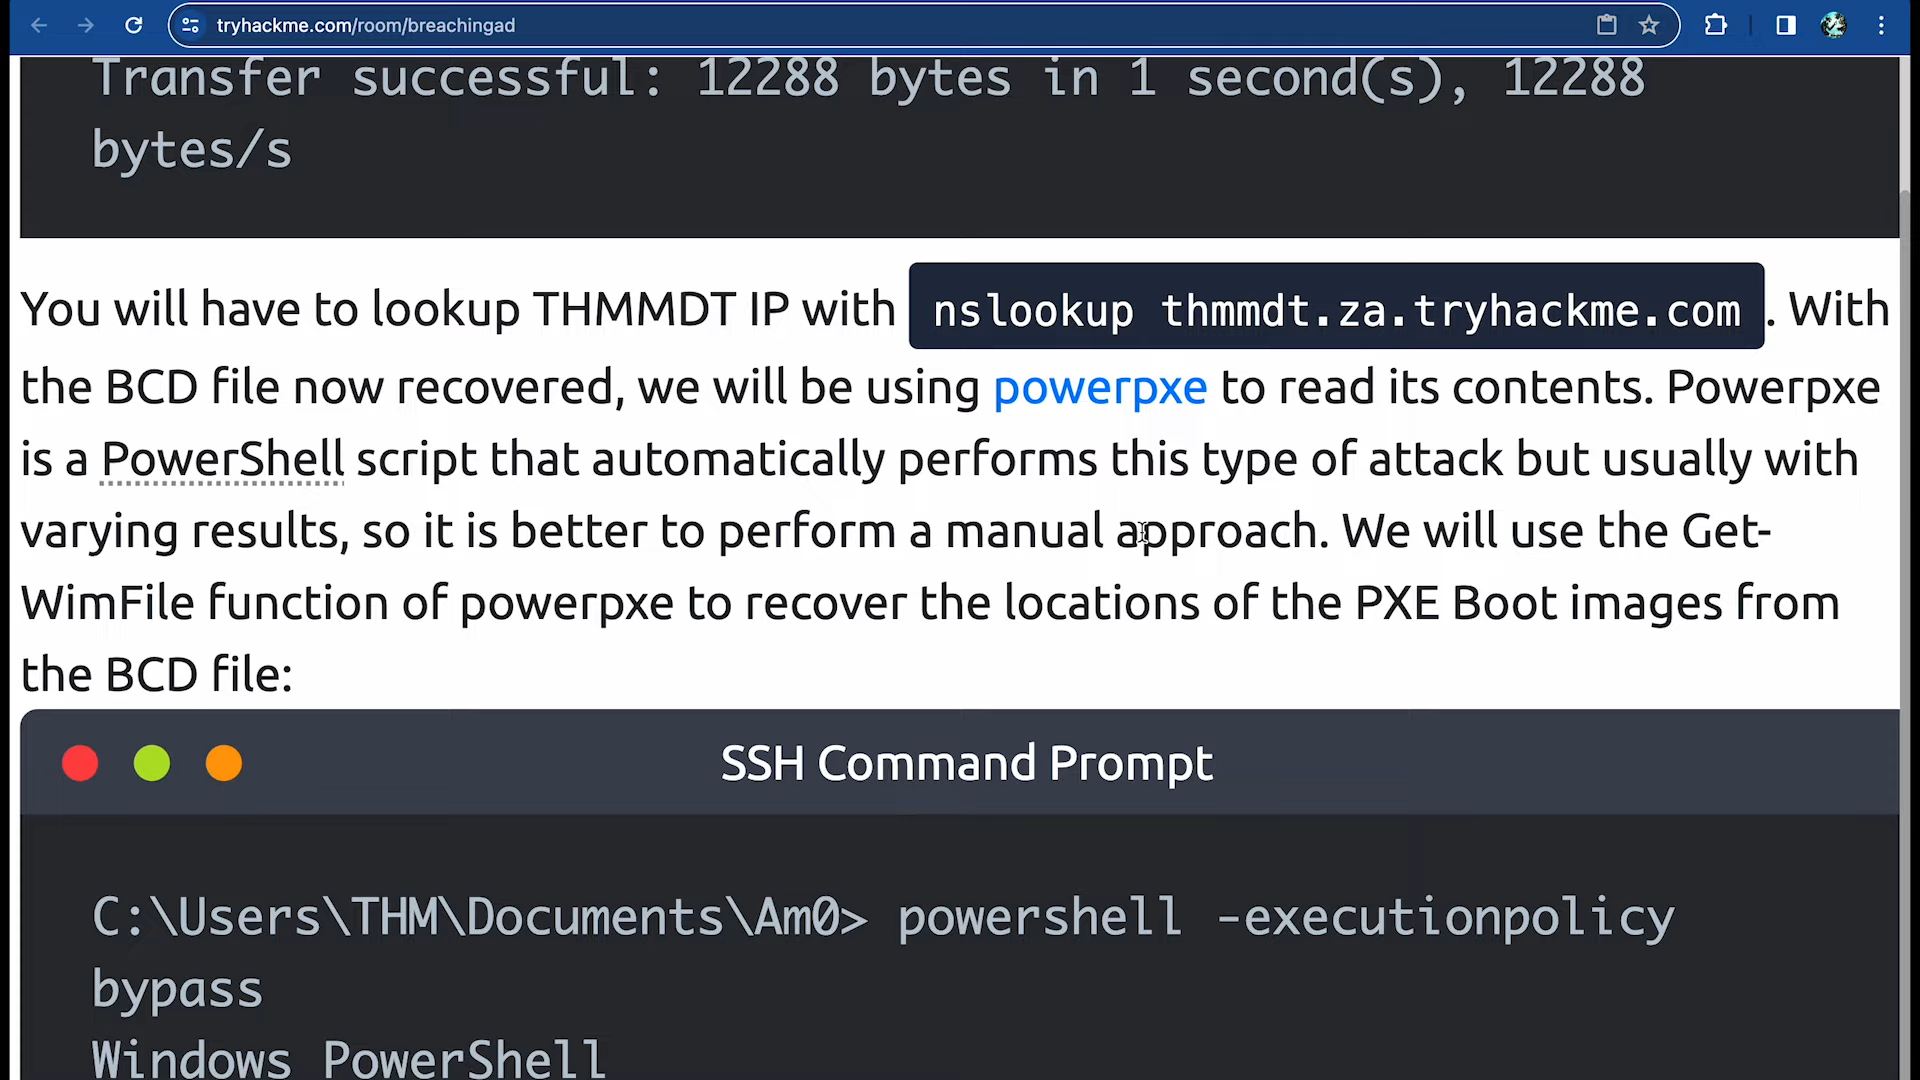 tryhackme.com/room/breachingad
Transfer successful: 12288 bytes in 1 second(s), 12288
bytes/s
You will have to lookup THMMDT IP with nslookup thmmdt.za.tryhackme.com . With
the BCD file now recovered, we will be using powerpxe to read its contents. Powerpxe
is a PowerShell script that automatically performs this type of attack but usually with
varying results, so it is better to perform a manual approach. We will use the Get-
WimFile function of powerpxe to recover the locations of the PXE Boot images from
the BCD file:
SSH Command Prompt
C:\Users\THM\Documents\Am0> powershell -executionpolicy
bypass
Windows PowerShell